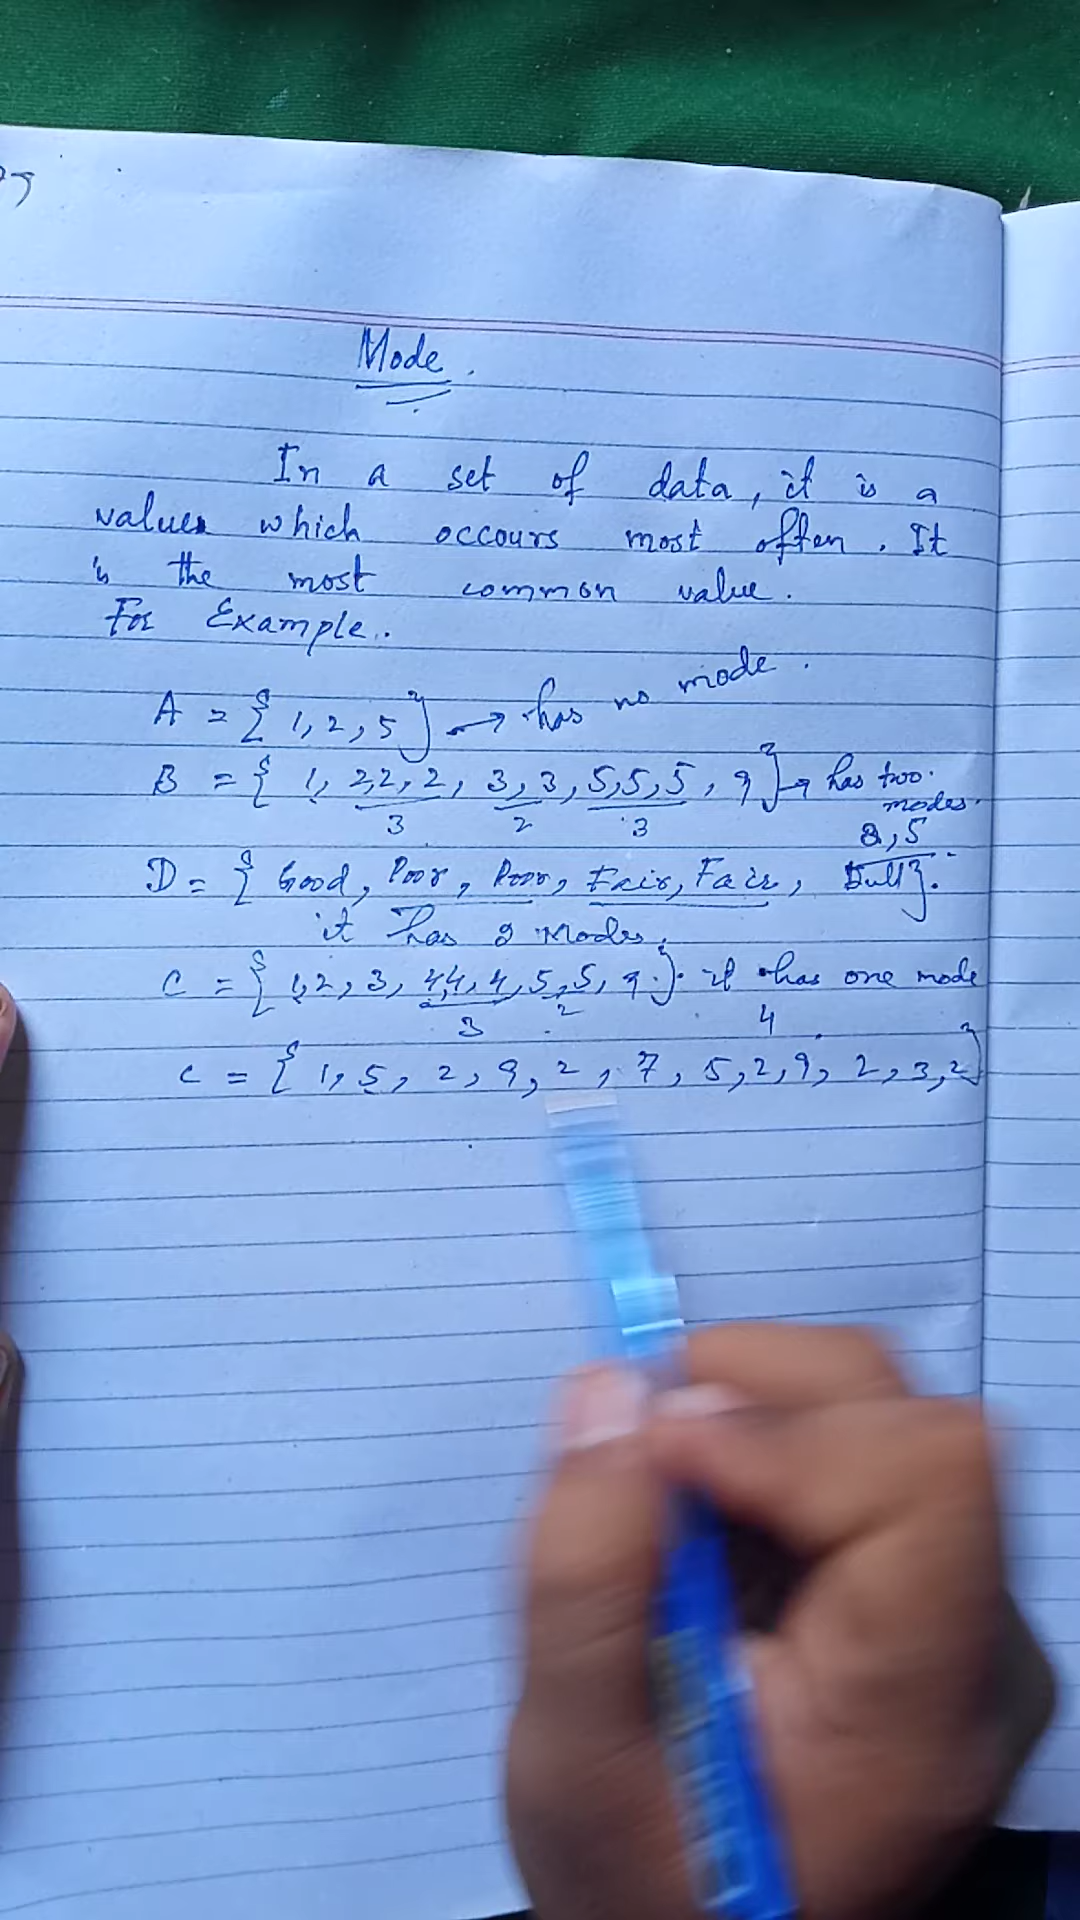 Mode.
In a set of data, it is a
values which occours most often. It
is the most common value.
For Example..
A = { 1, 2, 5 } → has no mode.
B = { 1, 2,2, 2, 3, 3, 5,5,5, 9 } → has two
modes.
3 2 3 2,5
D = { Good, Poor, Poor, Fair, Fair, Dull}.
it has 2 Modes.
C = { 1,2, 3, 4,4, 4, 5,5, 9 }. it has one mode
3 2 4
C = { 1, 5, 2, 9, 2, 7, 5, 2, 9, 2, 3, 2 }